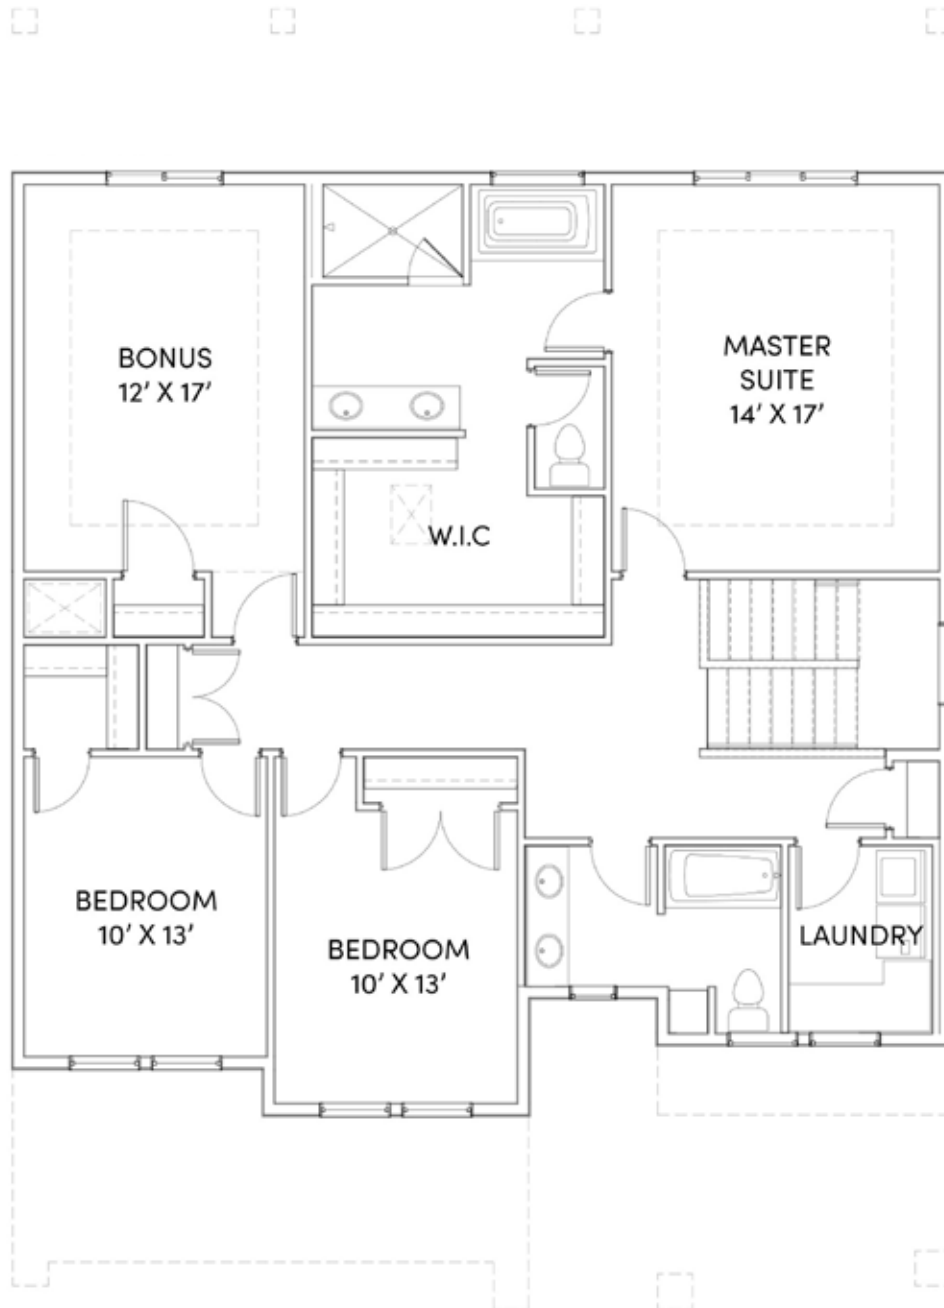 BONUS
12' X 17'
MASTER
SUITE
14' X 17'
W.I.C
BEDROOM
10' X 13'
BEDROOM
10' X 13'
LAUNDRY